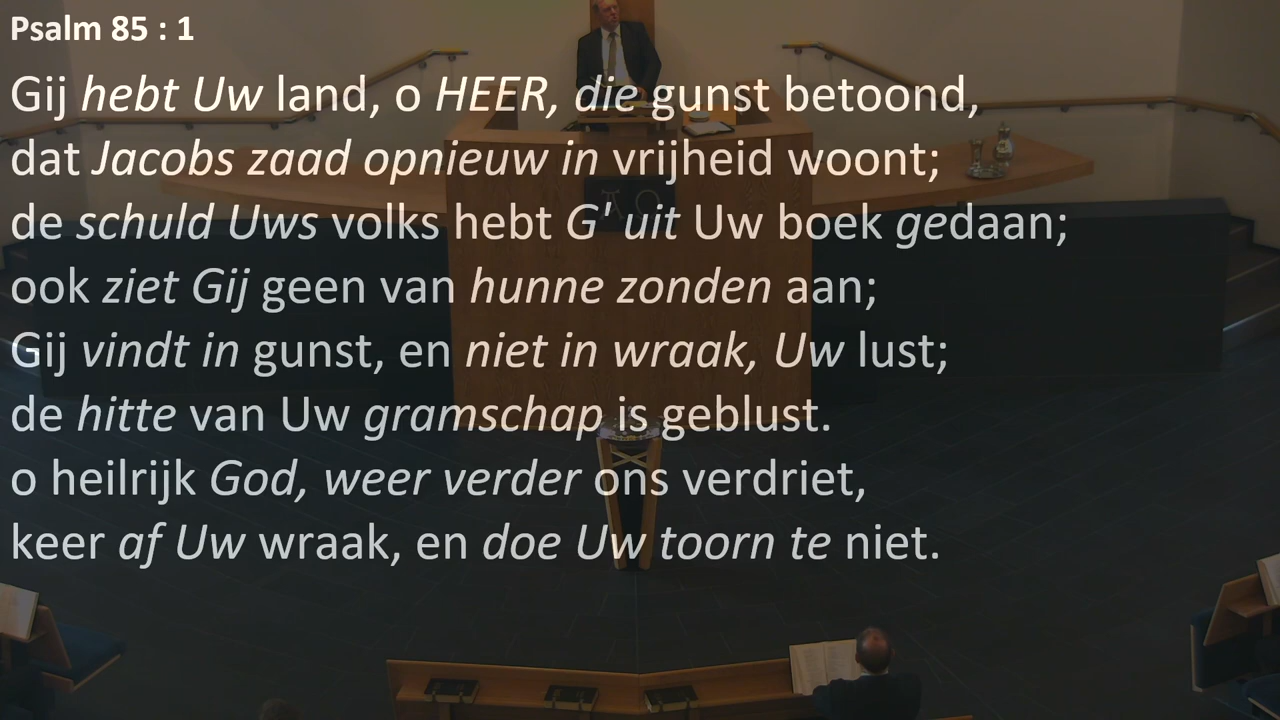 Psalm 85 : 1
Gij hebt Uw land, o HEER, die gunst betoond,
dat Jacobs zaad opnieuw in vrijheid woont;
de schuld Uws volks hebt G' uit Uw boek gedaan;
ook ziet Gij geen van hunne zonden aan;
Gij vindt in gunst, en niet in wraak, Uw lust;
de hitte van Uw gramschap is geblust.
o heilrijk God, weer verder ons verdriet,
keer af Uw wraak, en doe Uw toorn te niet.